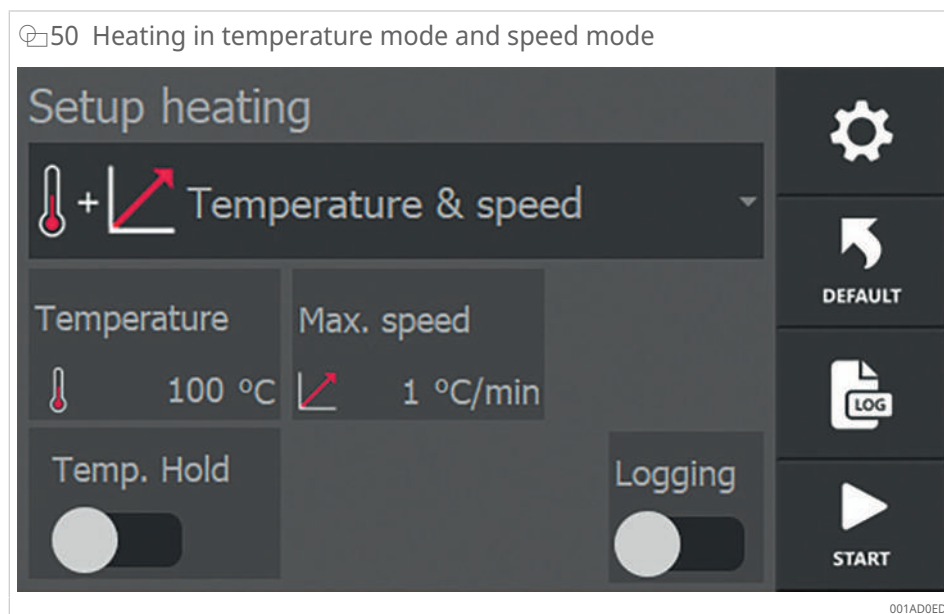 50 Heating in temperature mode and speed mode
Setup heating
+ Temperature & speed
Temperature
100 °C
Max. speed
1 °C/min
Temp. Hold
Logging
DEFAULT
LOG
START
001AD0ED